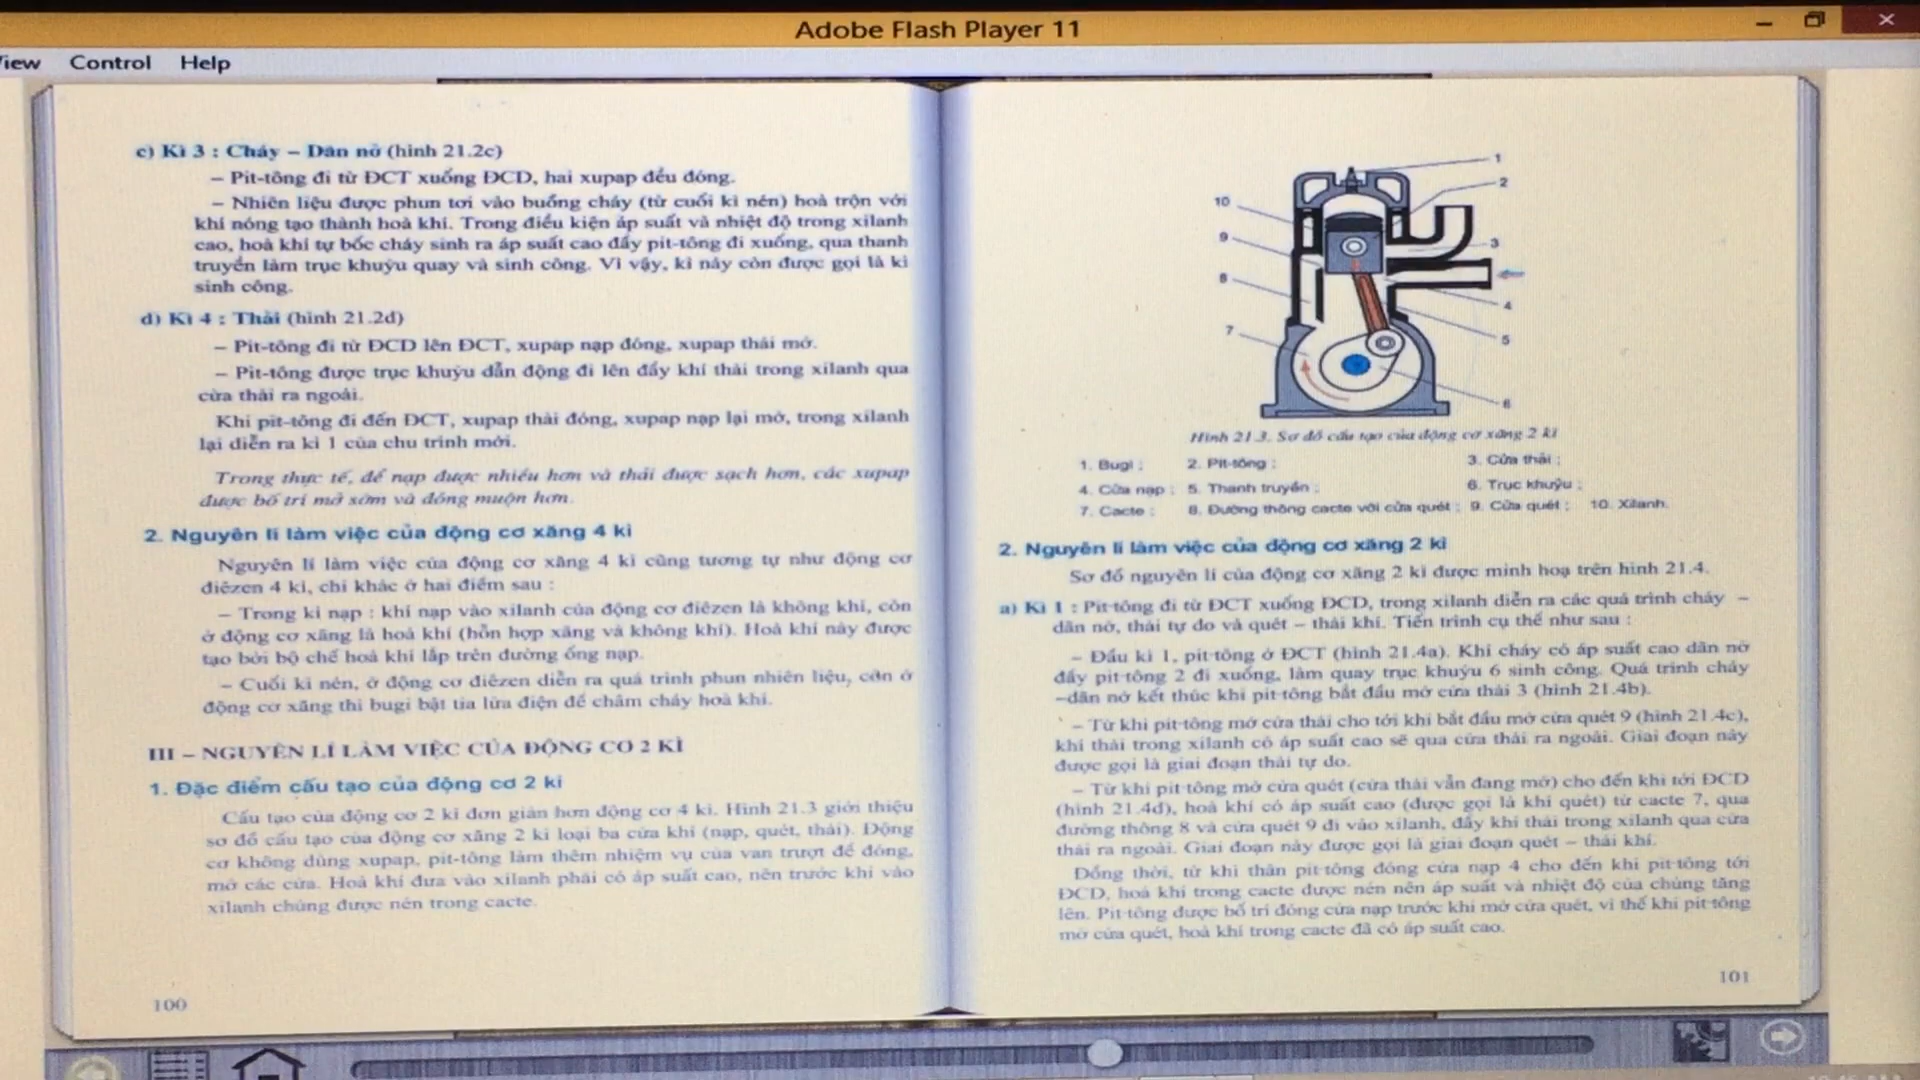 Adobe Flash Player 11
View Control Help
c) Kì 3 : Cháy – Dãn nở (hình 21.2c)
– Pit-tông đi từ ĐCT xuống ĐCD, hai xupap đều đóng.
– Nhiên liệu được phun tơi vào buồng cháy (từ cuối kì nén) hoà trộn với
khí nóng tạo thành hoà khí. Trong điều kiện áp suất và nhiệt độ trong xilanh
cao, hoà khí tự bốc cháy sinh ra áp suất cao đẩy pit-tông đi xuống, qua thanh
truyền làm trục khuỷu quay và sinh công. Vì vậy, kì này còn được gọi là kì
sinh công.
d) Kì 4 : Thải (hình 21.2d)
– Pit-tông đi từ ĐCD lên ĐCT, xupap nạp đóng, xupap thải mở.
– Pit-tông được trục khuỷu dẫn động đi lên đẩy khí thải trong xilanh qua
cửa thải ra ngoài.
Khi pit-tông đi đến ĐCT, xupap thải đóng, xupap nạp lại mở, trong xilanh
lại diễn ra kì 1 của chu trình mới.
Trong thực tế, để nạp được nhiều hơn và thải được sạch hơn, các xupap
được bố trí mở sớm và đóng muộn hơn.
2. Nguyên lí làm việc của động cơ xăng 4 kì
Nguyên lí làm việc của động cơ xăng 4 kì cũng tương tự như động cơ
điêzen 4 kì, chỉ khác ở hai điểm sau :
– Trong kì nạp : khí nạp vào xilanh của động cơ điêzen là không khí, còn
ở động cơ xăng là hoà khí (hỗn hợp xăng và không khí). Hoà khí này được
tạo bởi bộ chế hoà khí lắp trên đường ống nạp.
– Cuối kì nén, ở động cơ điêzen diễn ra quá trình phun nhiên liệu, còn ở
động cơ xăng thì bugi bật tia lửa điện để châm cháy hoà khí.
III – NGUYÊN LÍ LÀM VIỆC CỦA ĐỘNG CƠ 2 KÌ
1. Đặc điểm cấu tạo của động cơ 2 kì
Cấu tạo của động cơ 2 kì đơn giản hơn động cơ 4 kì. Hình 21.3 giới thiệu
sơ đồ cấu tạo của động cơ xăng 2 kì loại ba cửa khí (nạp, quét, thải). Động
cơ không dùng xupap, pit-tông làm thêm nhiệm vụ của van trượt để đóng,
mở các cửa. Hoà khí đưa vào xilanh phải có áp suất cao, nên trước khi vào
xilanh chúng được nén trong cacte.
100
1
2
10
9
3
8
4
7
5
6
Hình 21.3. Sơ đồ cấu tạo của động cơ xăng 2 kì
1. Bugi ; 2. Pit-tông ; 3. Cửa thải ;
4. Cửa nạp ; 5. Thanh truyền ; 6. Trục khuỷu ;
7. Cacte ; 8. Đường thông cacte với cửa quét ; 9. Cửa quét ; 10. Xilanh.
2. Nguyên lí làm việc của động cơ xăng 2 kì
Sơ đồ nguyên lí của động cơ xăng 2 kì được minh hoạ trên hình 21.4.
a) Kì 1 : Pit-tông đi từ ĐCT xuống ĐCD, trong xilanh diễn ra các quá trình cháy –
dãn nở, thải tự do và quét – thải khí. Tiến trình cụ thể như sau :
– Đầu kì 1, pit-tông ở ĐCT (hình 21.4a). Khí cháy có áp suất cao dãn nở
đẩy pit-tông 2 đi xuống, làm quay trục khuỷu 6 sinh công. Quá trình cháy
–dãn nở kết thúc khi pit-tông bắt đầu mở cửa thải 3 (hình 21.4b).
– Từ khi pit-tông mở cửa thải cho tới khi bắt đầu mở cửa quét 9 (hình 21.4c),
khí thải trong xilanh có áp suất cao sẽ qua cửa thải ra ngoài. Giai đoạn này
được gọi là giai đoạn thải tự do.
– Từ khi pit-tông mở cửa quét (cửa thải vẫn đang mở) cho đến khi tới ĐCD
(hình 21.4d), hoà khí có áp suất cao (được gọi là khí quét) từ cacte 7, qua
đường thông 8 và cửa quét 9 đi vào xilanh, đẩy khí thải trong xilanh qua cửa
thải ra ngoài. Giai đoạn này được gọi là giai đoạn quét – thải khí.
Đồng thời, từ khi thân pit-tông đóng cửa nạp 4 cho đến khi pit-tông tới
ĐCD, hoà khí trong cacte được nén nên áp suất và nhiệt độ của chúng tăng
lên. Pit-tông được bố trí đóng cửa nạp trước khi mở cửa quét, vì thế khi pit-tông
mở cửa quét, hoà khí trong cacte đã có áp suất cao.
101